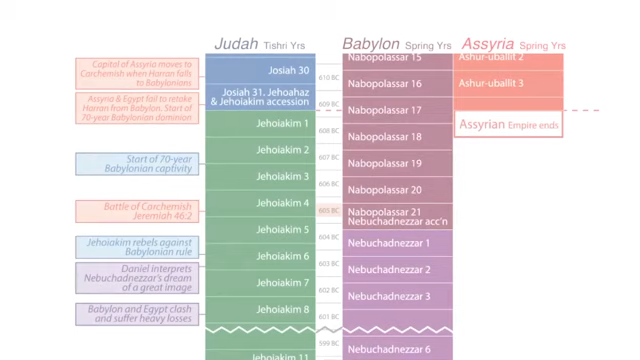 Judah Tishri Yrs
Babylon Spring Yrs
Assyria Spring Yrs
Capital of Assyria moves to
Carchemish when Harran falls
to Babylonians
Assyria & Egypt fail to retake
Harran from Babylon. Start of
70-year Babylonian dominion
Start of 70-year
Babylonian captivity
Battle of Carchemish
Jeremiah 46:2
Jehoiakim rebels against
Babylonian rule
Daniel interprets
Nebuchadnezzar's dream
of a great image
Babylon and Egypt clash
and suffer heavy losses
Josiah 30
Josiah 31. Jehoahaz
& Jehoiakim accession
Jehoiakim 1
Jehoiakim 2
Jehoiakim 3
Jehoiakim 4
Jehoiakim 5
Jehoiakim 6
Jehoiakim 7
Jehoiakim 8
Jehoiakim 11
610 BC
609 BC
608 BC
607 BC
606 BC
605 BC
604 BC
603 BC
602 BC
601 BC
599 BC
Nabopolassar 15
Nabopolassar 16
Nabopolassar 17
Nabopolassar 18
Nabopolassar 19
Nabopolassar 20
Nabopolassar 21
Nebuchadnezzar acc'n
Nebuchadnezzar 1
Nebuchadnezzar 2
Nebuchadnezzar 3
Nebuchadnezzar 6
Ashur-uballit 2
Ashur-uballit 3
Assyrian Empire ends